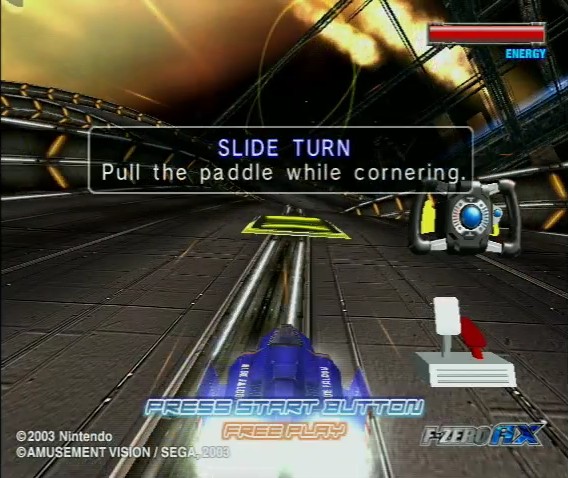 ENERGY
SLIDE TURN
Pull the paddle while cornering.
PRESS START BUTTON
FREE PLAY
©2003 Nintendo
©AMUSEMENT VISION / SEGA, 2003
F-ZERO AX